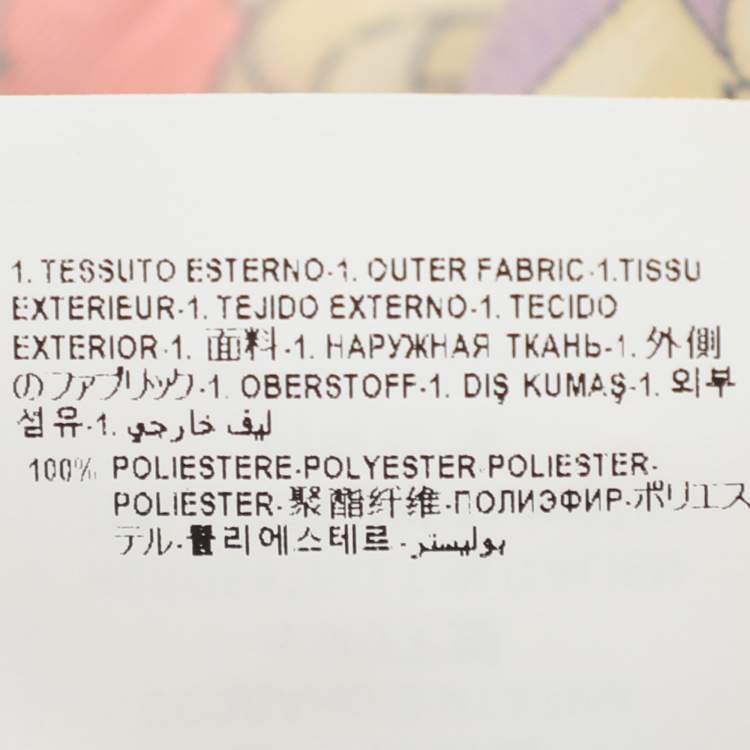 1. TESSUTO ESTERNO-1. OUTER FABRIC-1.TISSU
EXTERIEUR-1. TEJIDO EXTERNO-1. TECIDO
EXTERIOR-1. 面料-1. НАРУЖНАЯ ТКАНЬ-1. 外側
のファブリック-1. OBERSTOFF-1. DIŞ KUMAŞ-1. 외부
섬유-1. ليف خارجي
100% POLIESTERE-POLYESTER-POLIESTER-
POLIESTER-聚酯纤维-ПОЛИЭФИР-ポリエス
テル-폴리에스테르-بوليستر